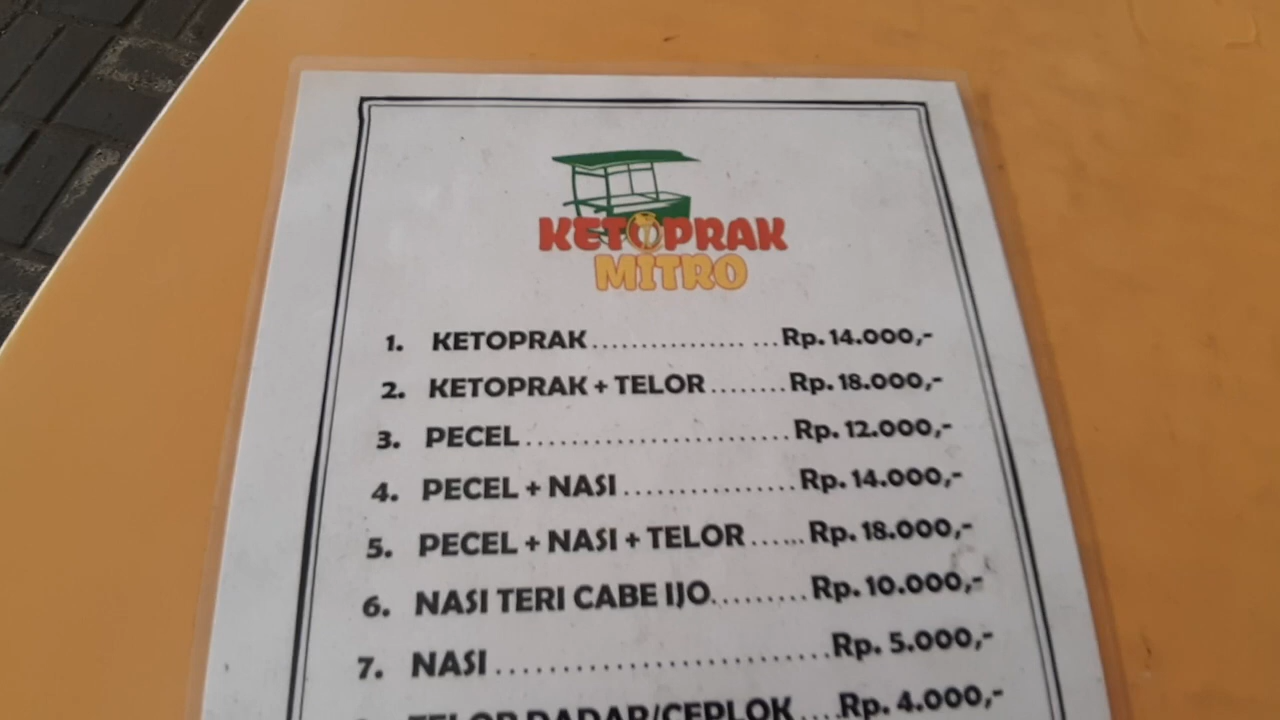 KETOPRAK
MITRO
1. KETOPRAK.................. ...Rp. 14.000,-
2. KETOPRAK + TELOR........Rp. 18.000,-
3. PECEL...........................Rp. 12.000,-
4. PECEL + NASI................Rp. 14.000,-
5. PECEL + NASI + TELOR......Rp. 18.000,-
6. NASI TERI CABE IJO.........Rp. 10.000,-
7. NASI.............................Rp. 5.000,-
TELOR DADAR/CEPLOK....Rp. 4.000,-